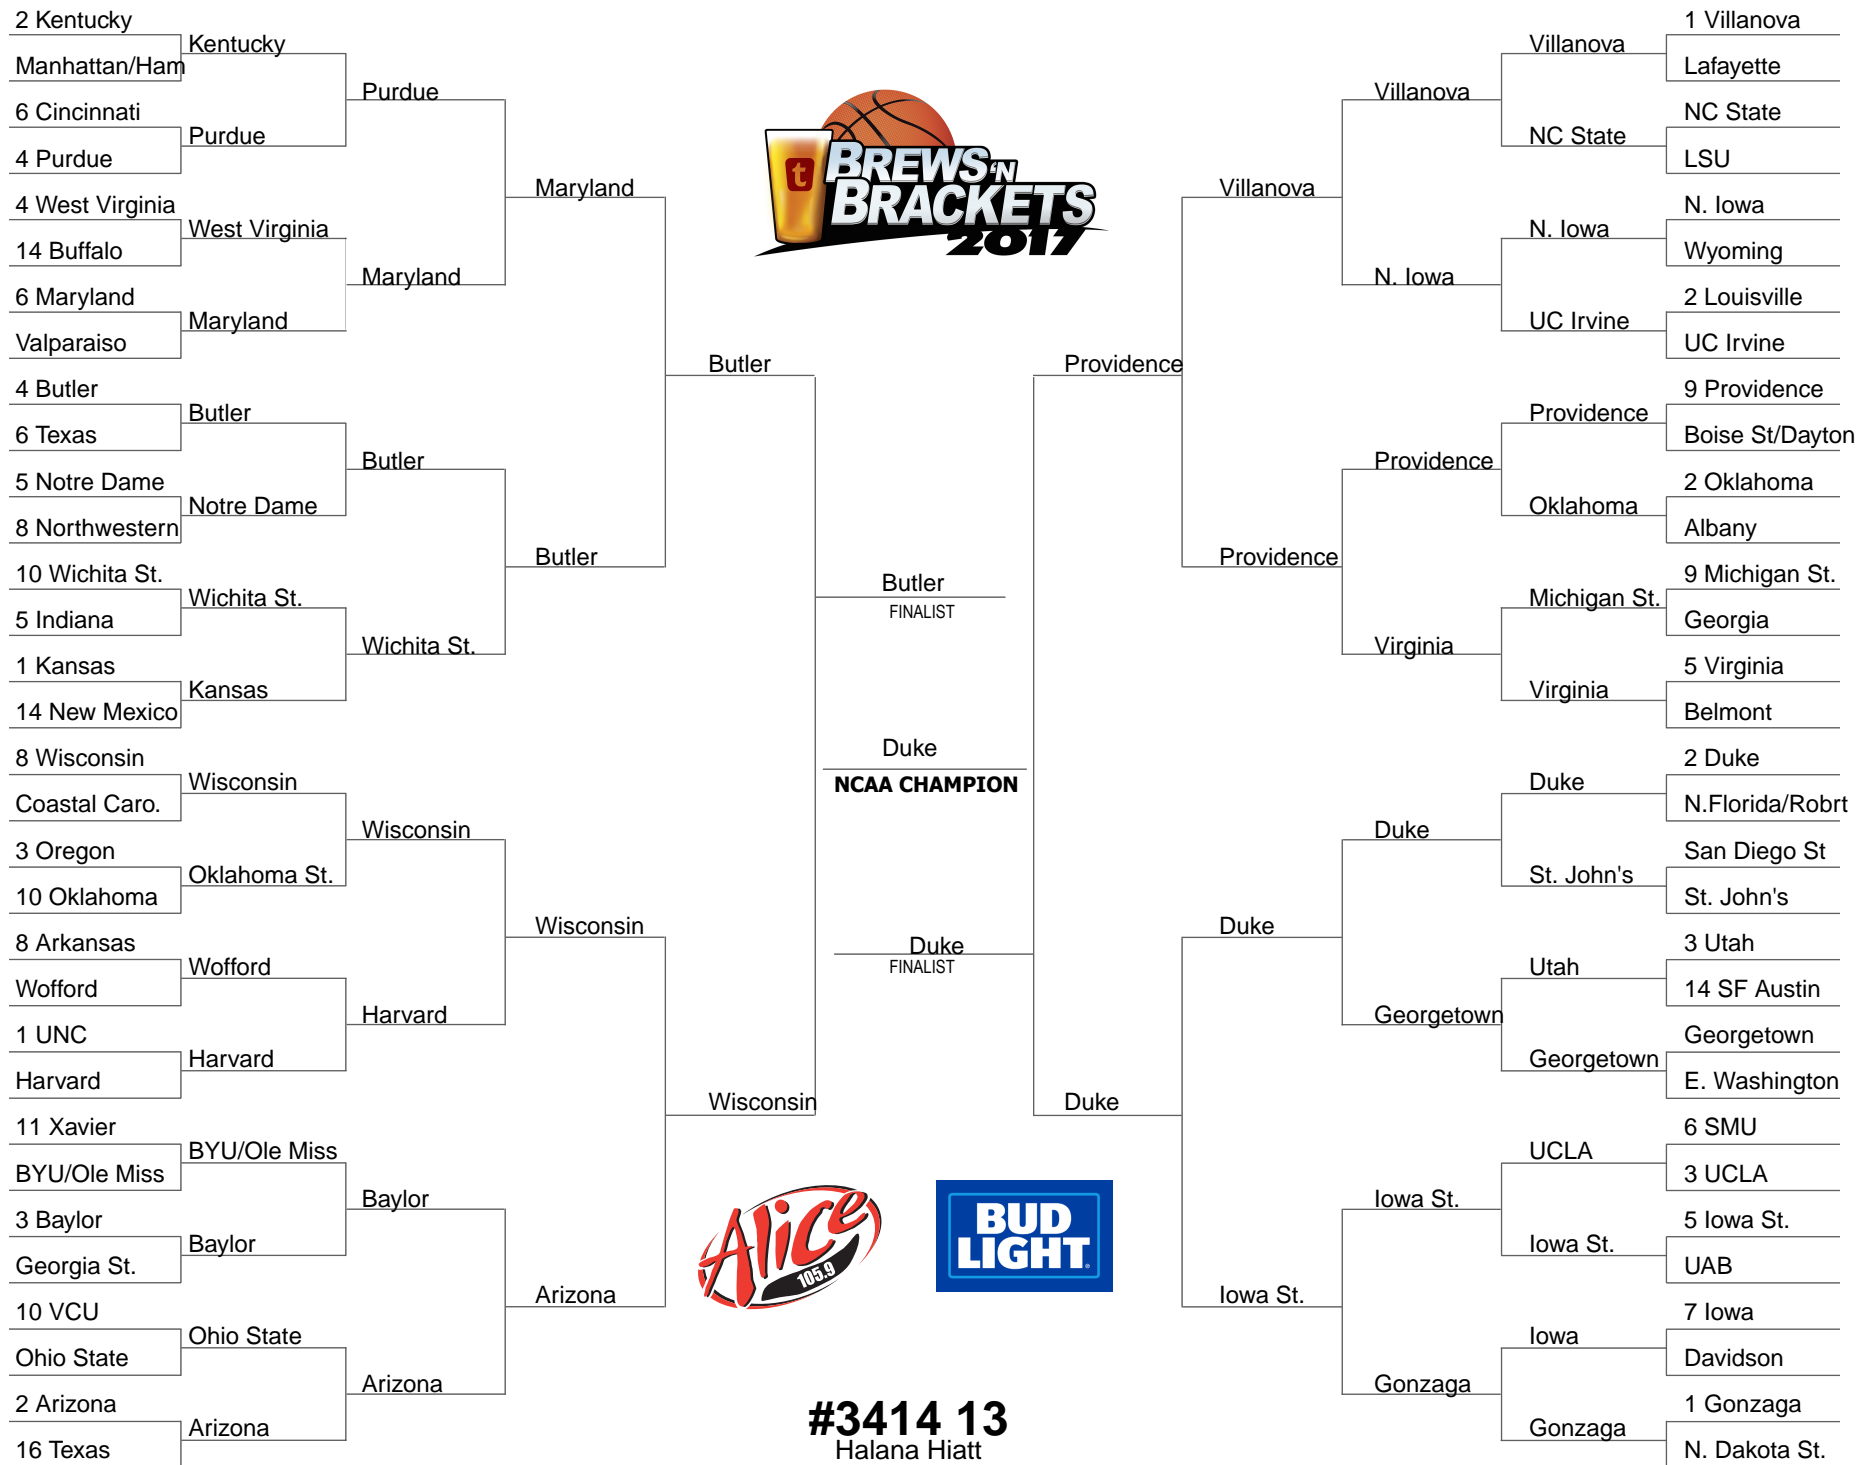 2 Kentucky
Manhattan/Ham
6 Cincinnati
4 Purdue
4 West Virginia
14 Buffalo
6 Maryland
Valparaiso
4 Butler
6 Texas
5 Notre Dame
8 Northwestern
10 Wichita St.
5 Indiana
1 Kansas
14 New Mexico
8 Wisconsin
Coastal Caro.
3 Oregon
10 Oklahoma
8 Arkansas
Wofford
1 UNC
Harvard
11 Xavier
BYU/Ole Miss
3 Baylor
Georgia St.
10 VCU
Ohio State
2 Arizona
16 Texas
Kentucky
Purdue
West Virginia
Maryland
Butler
Notre Dame
Wichita St.
Kansas
Wisconsin
Oklahoma St.
Wofford
Harvard
BYU/Ole Miss
Baylor
Ohio State
Arizona
Purdue
Maryland
Butler
Wichita St.
Wisconsin
Harvard
Baylor
Arizona
Maryland
Butler
Wisconsin
Arizona
Butler
Wisconsin
t
BREWS 'N
BRACKETS
2017
Butler
FINALIST
Duke
NCAA CHAMPION
Duke
FINALIST
Alice
105.9
BUD
LIGHT
#3414 13
Halana Hiatt
Providence
Duke
Villanova
Providence
Duke
Iowa St.
Villanova
N. Iowa
Providence
Virginia
Duke
Georgetown
Iowa St.
Gonzaga
Villanova
NC State
N. Iowa
UC Irvine
Providence
Oklahoma
Michigan St.
Virginia
Duke
St. John's
Utah
Georgetown
UCLA
Iowa St.
Iowa
Gonzaga
1 Villanova
Lafayette
NC State
LSU
N. Iowa
Wyoming
2 Louisville
UC Irvine
9 Providence
Boise St/Dayton
2 Oklahoma
Albany
9 Michigan St.
Georgia
5 Virginia
Belmont
2 Duke
N.Florida/Robrt
San Diego St
St. John's
3 Utah
14 SF Austin
Georgetown
E. Washington
6 SMU
3 UCLA
5 Iowa St.
UAB
7 Iowa
Davidson
1 Gonzaga
N. Dakota St.